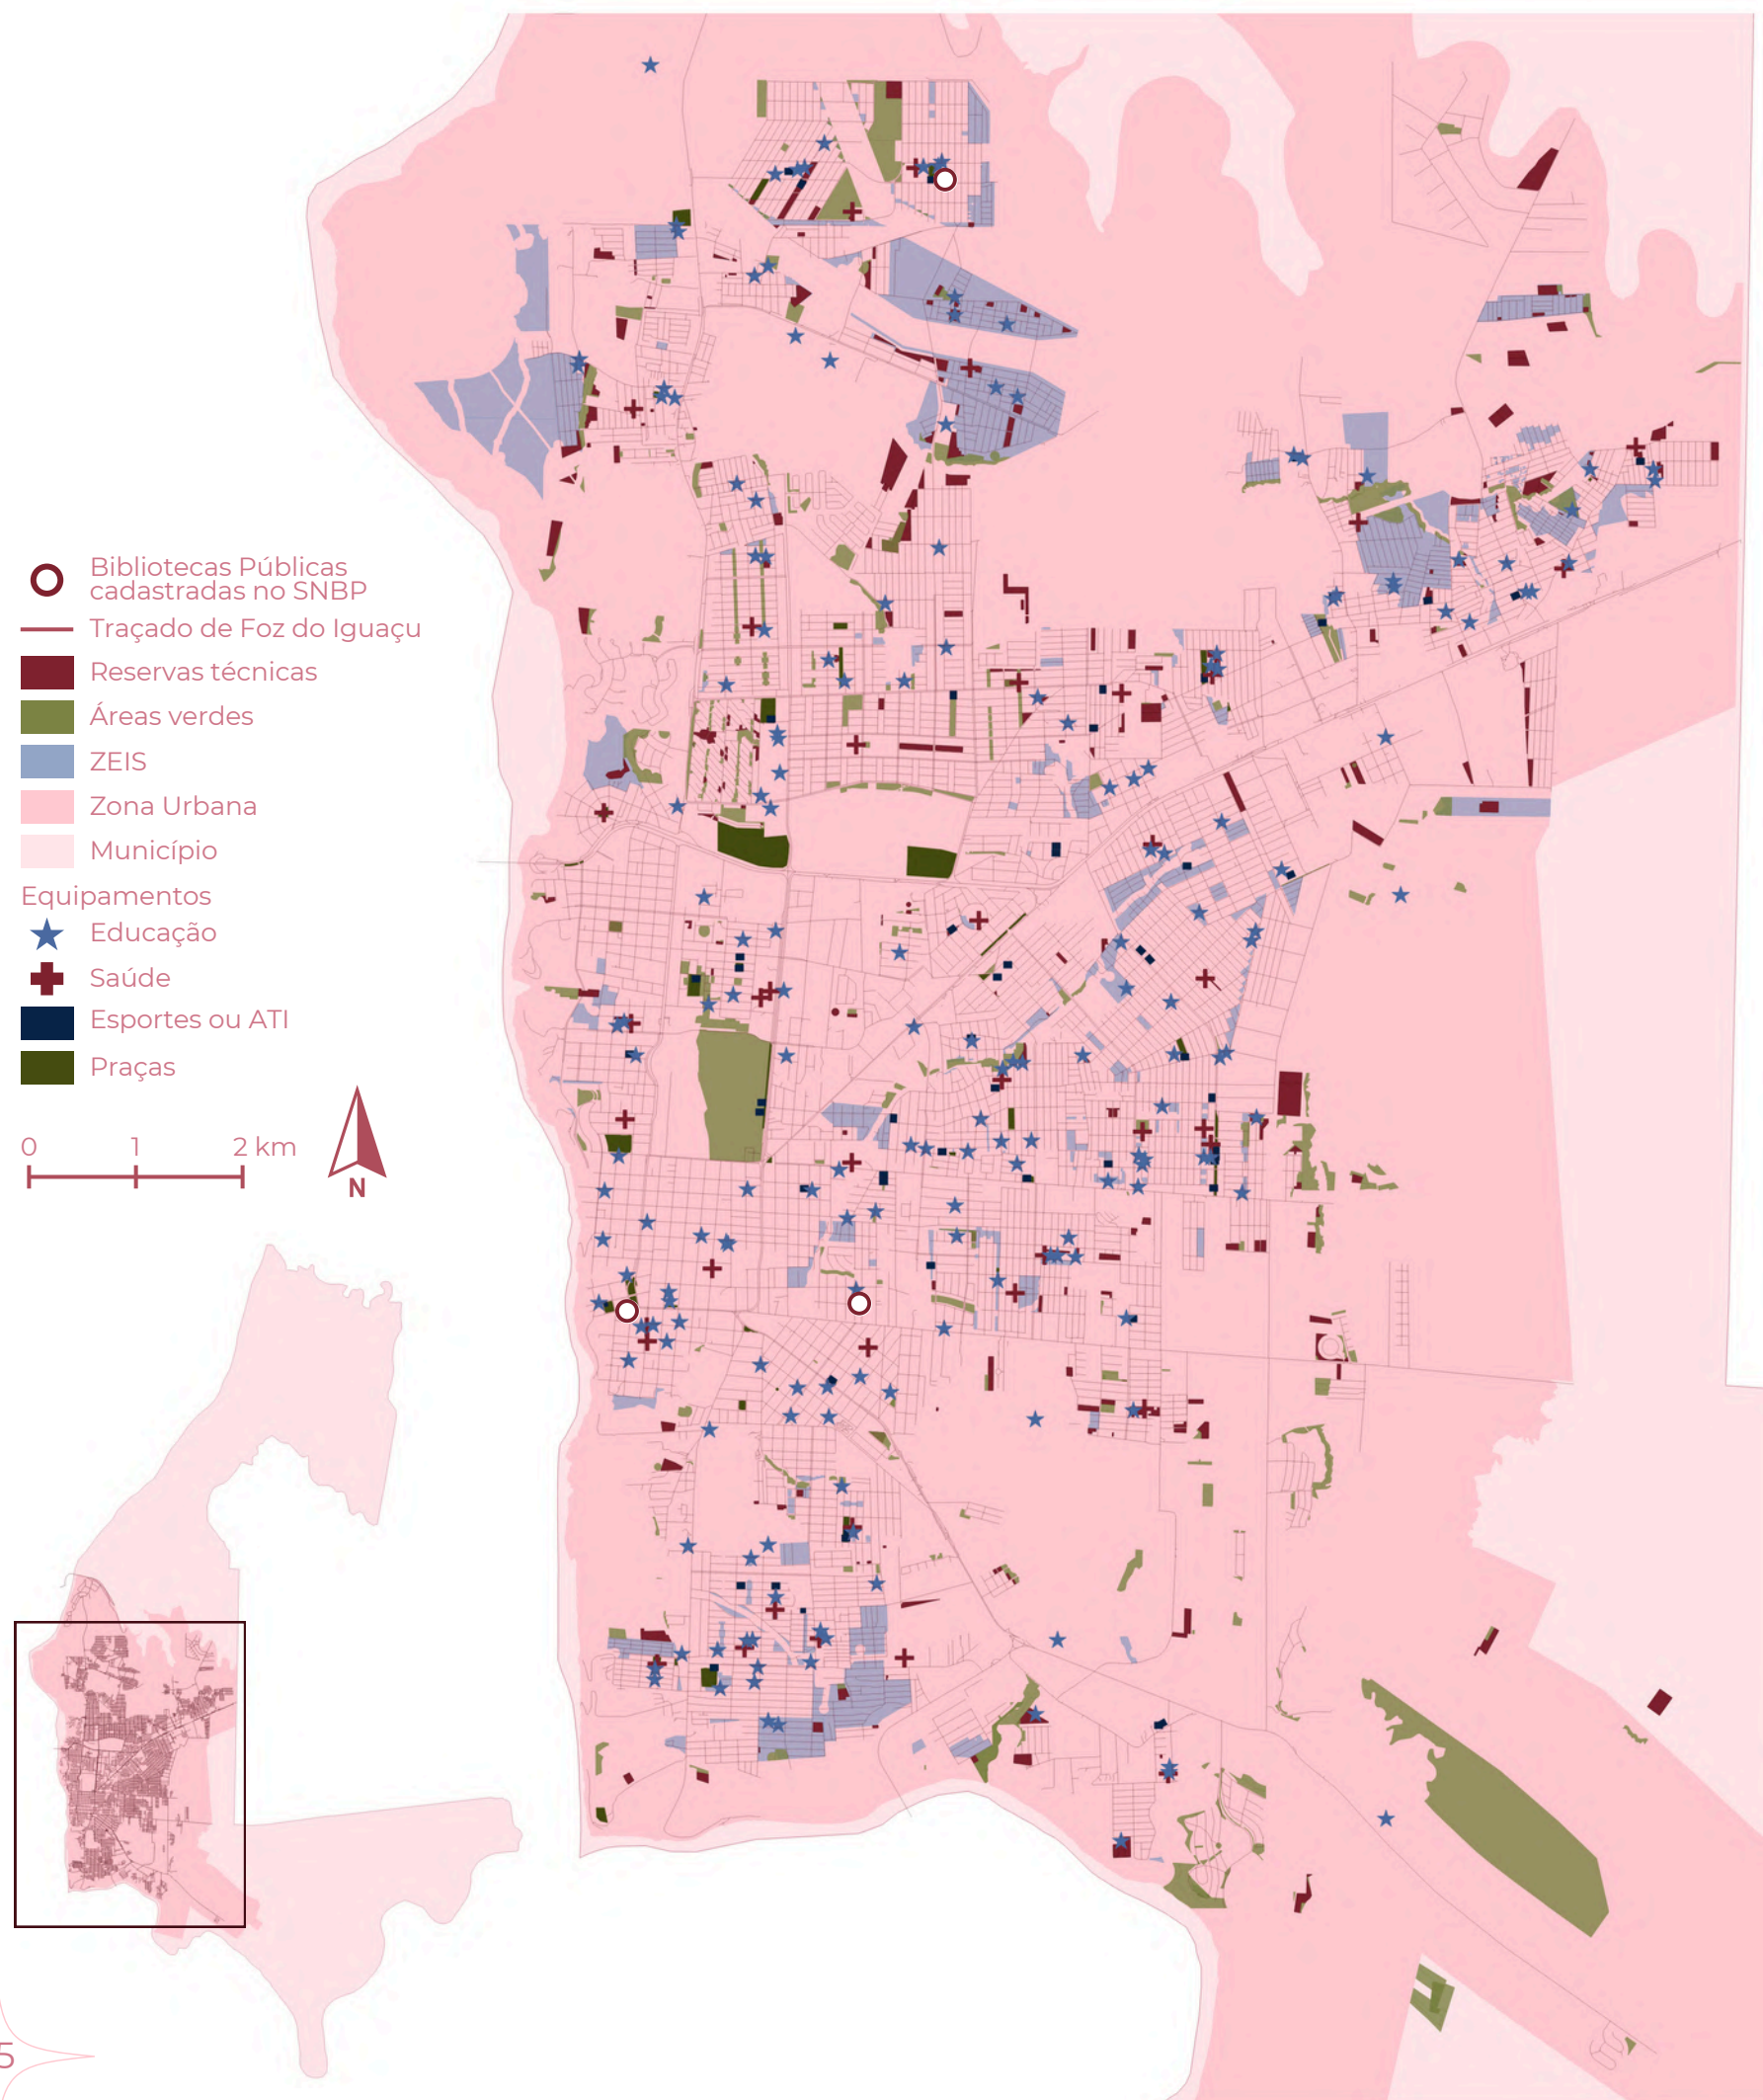 Bibliotecas Públicas
cadastradas no SNBP
Traçado de Foz do Iguaçu
Reservas técnicas
Áreas verdes
ZEIS
Zona Urbana
Município
Equipamentos
Educação
Saúde
Esportes ou ATI
Praças
0 1 2 km
N
5